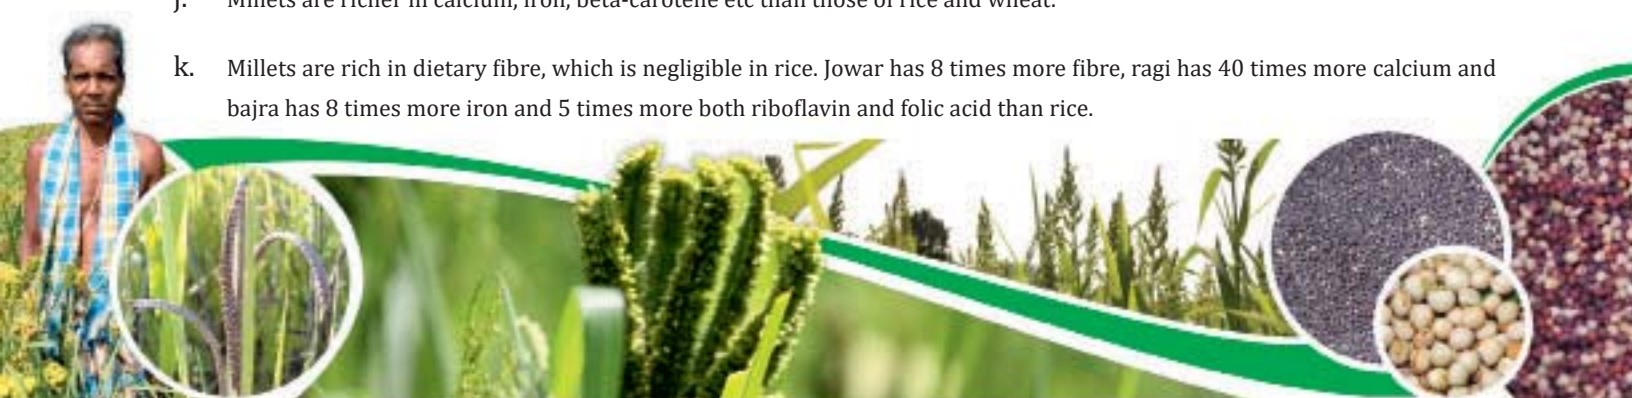 j. Millets are richer in calcium, iron, beta-carotene etc than those of rice and wheat.
k. Millets are rich in dietary fibre, which is negligible in rice. Jowar has 8 times more fibre, ragi has 40 times more calcium and
bajra has 8 times more iron and 5 times more both riboflavin and folic acid than rice.